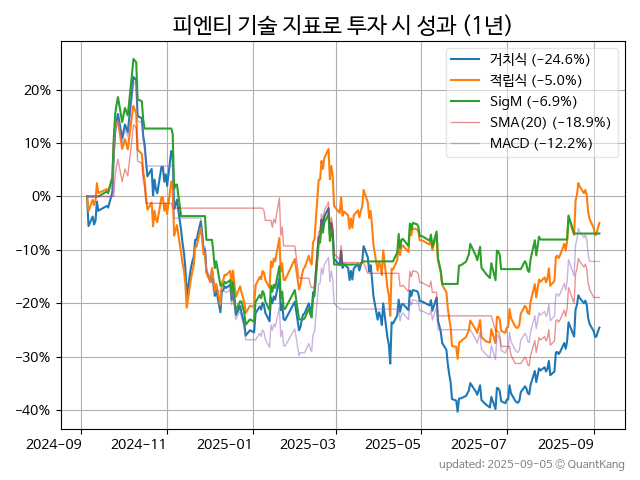 피엔티 기술 지표로 투자 시 성과 (1년)
거치식 (−24.6%)
적립식 (−5.0%)
SigM (−6.9%)
SMA(20) (−18.9%)
MACD (−12.2%)
20%
10%
0%
−10%
−20%
−30%
−40%
2024-09 2024-11 2025-01 2025-03 2025-05 2025-07 2025-09
updated: 2025-09-05 © QuantKang